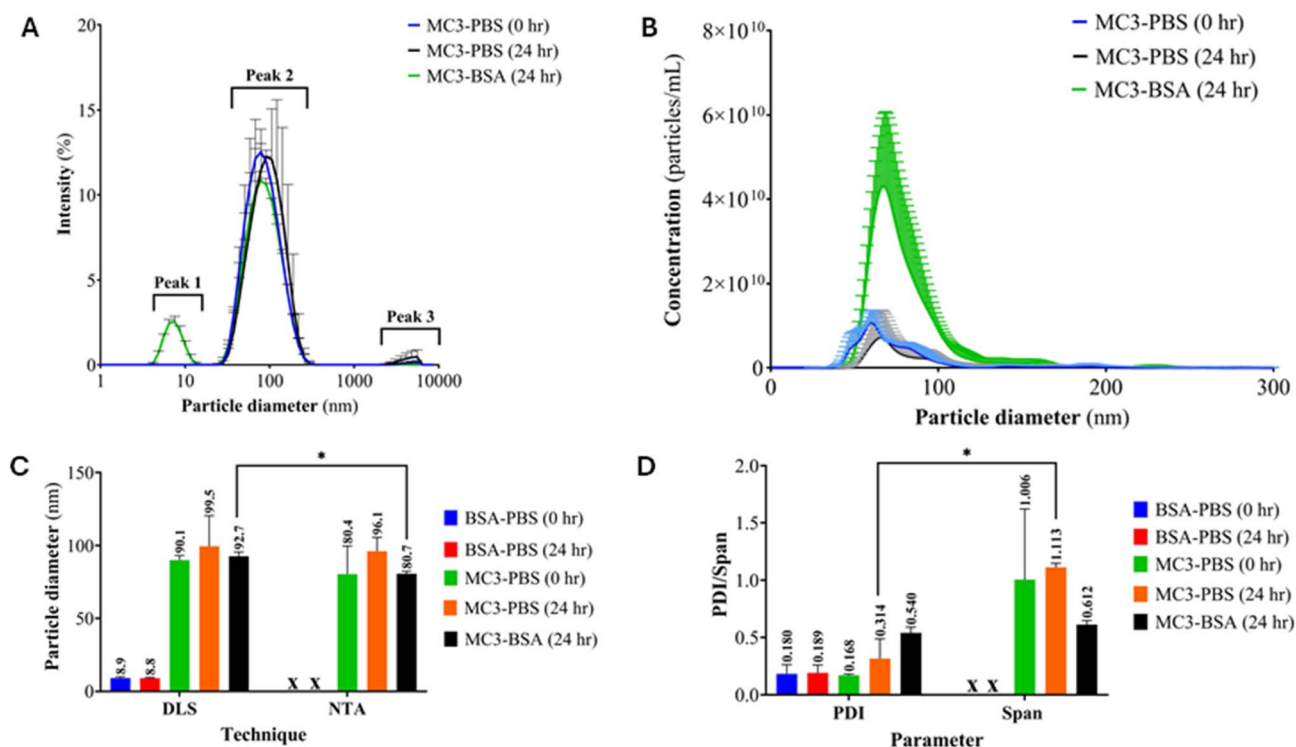 A
20
15
10
5
0
Intensity (%)
MC3-PBS (0 hr)
MC3-PBS (24 hr)
MC3-BSA (24 hr)
Peak 1
Peak 2
Peak 3
1
10
100
1000
10000
Particle diameter (nm)
B
8×10¹⁰
6×10¹⁰
4×10¹⁰
2×10¹⁰
0
Concentration (particles/mL)
MC3-PBS (0 hr)
MC3-PBS (24 hr)
MC3-BSA (24 hr)
0
100
200
300
Particle diameter (nm)
C
150
100
50
0
Particle diameter (nm)
*
8.9
8.8
90.1
99.5
92.7
X X
80.4
96.1
80.7
DLS
NTA
Technique
BSA-PBS (0 hr)
BSA-PBS (24 hr)
MC3-PBS (0 hr)
MC3-PBS (24 hr)
MC3-BSA (24 hr)
D
2.0
1.5
1.0
0.5
0.0
PDI/Span
*
0.180
0.189
0.168
0.314
0.540
X X
1.006
1.113
0.612
PDI
Span
Parameter
BSA-PBS (0 hr)
BSA-PBS (24 hr)
MC3-PBS (0 hr)
MC3-PBS (24 hr)
MC3-BSA (24 hr)